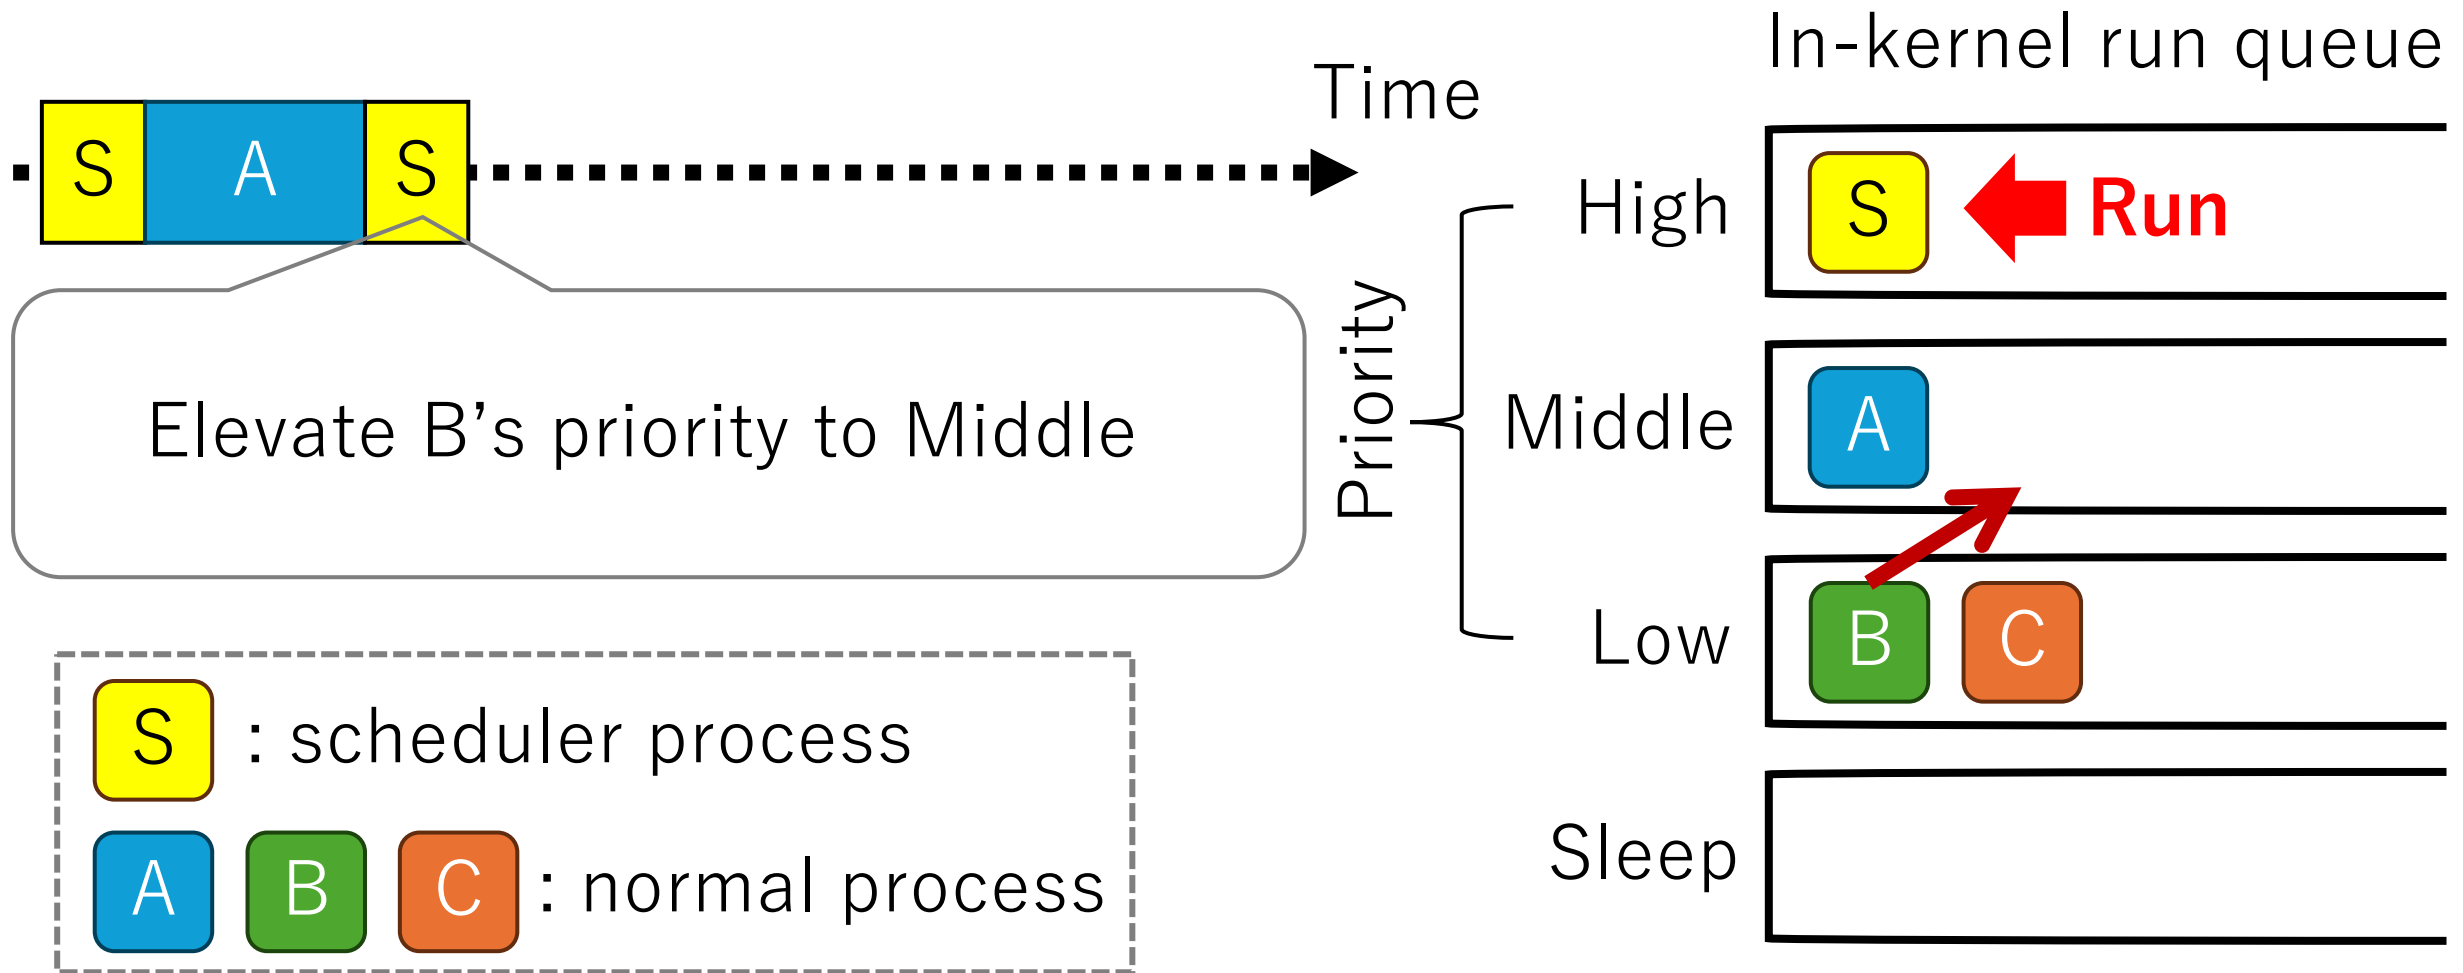 In-kernel run queue
Time
S A S
High S Run
Elevate B’s priority to Middle
Priority
Middle A
Low B C
S : scheduler process
Sleep
A B C : normal process